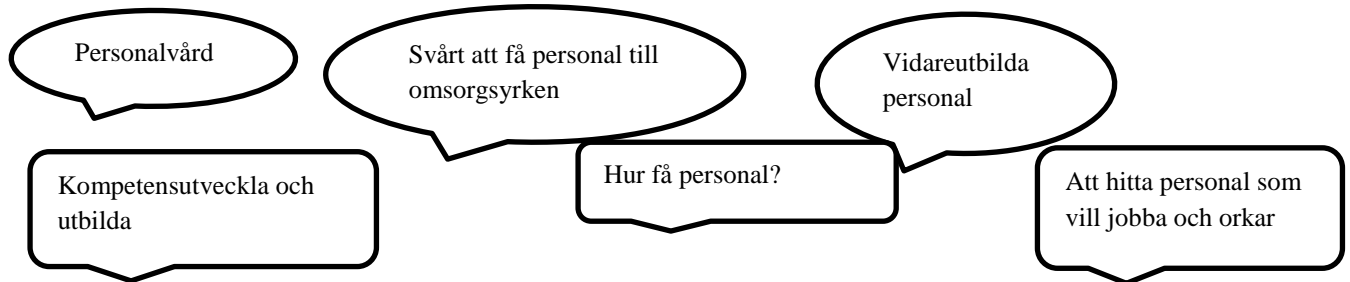 Personalvård
Svårt att få personal till
omsorgsyrken
Vidareutbilda
personal
Kompetensutveckla och
utbilda
Hur få personal?
Att hitta personal som
vill jobba och orkar